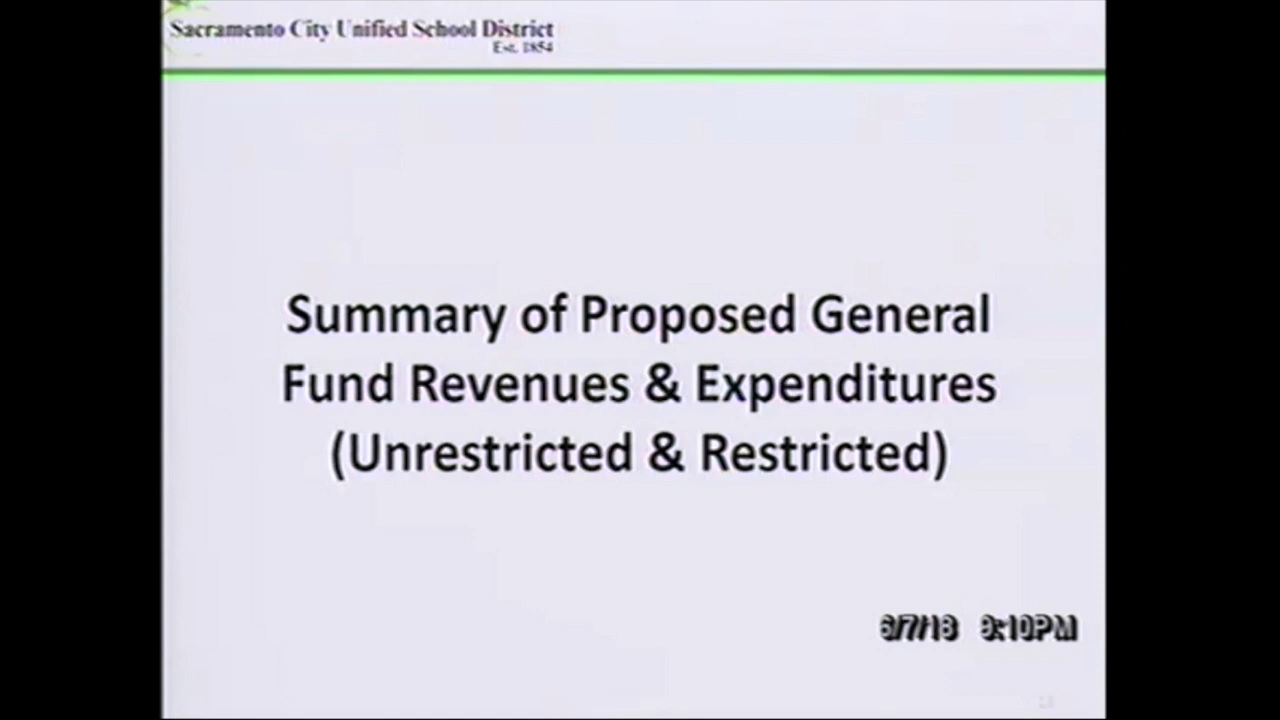 Sacramento City Unified School District
Est. 1854
Summary of Proposed General
Fund Revenues & Expenditures
(Unrestricted & Restricted)
6/7/18 9:10PM